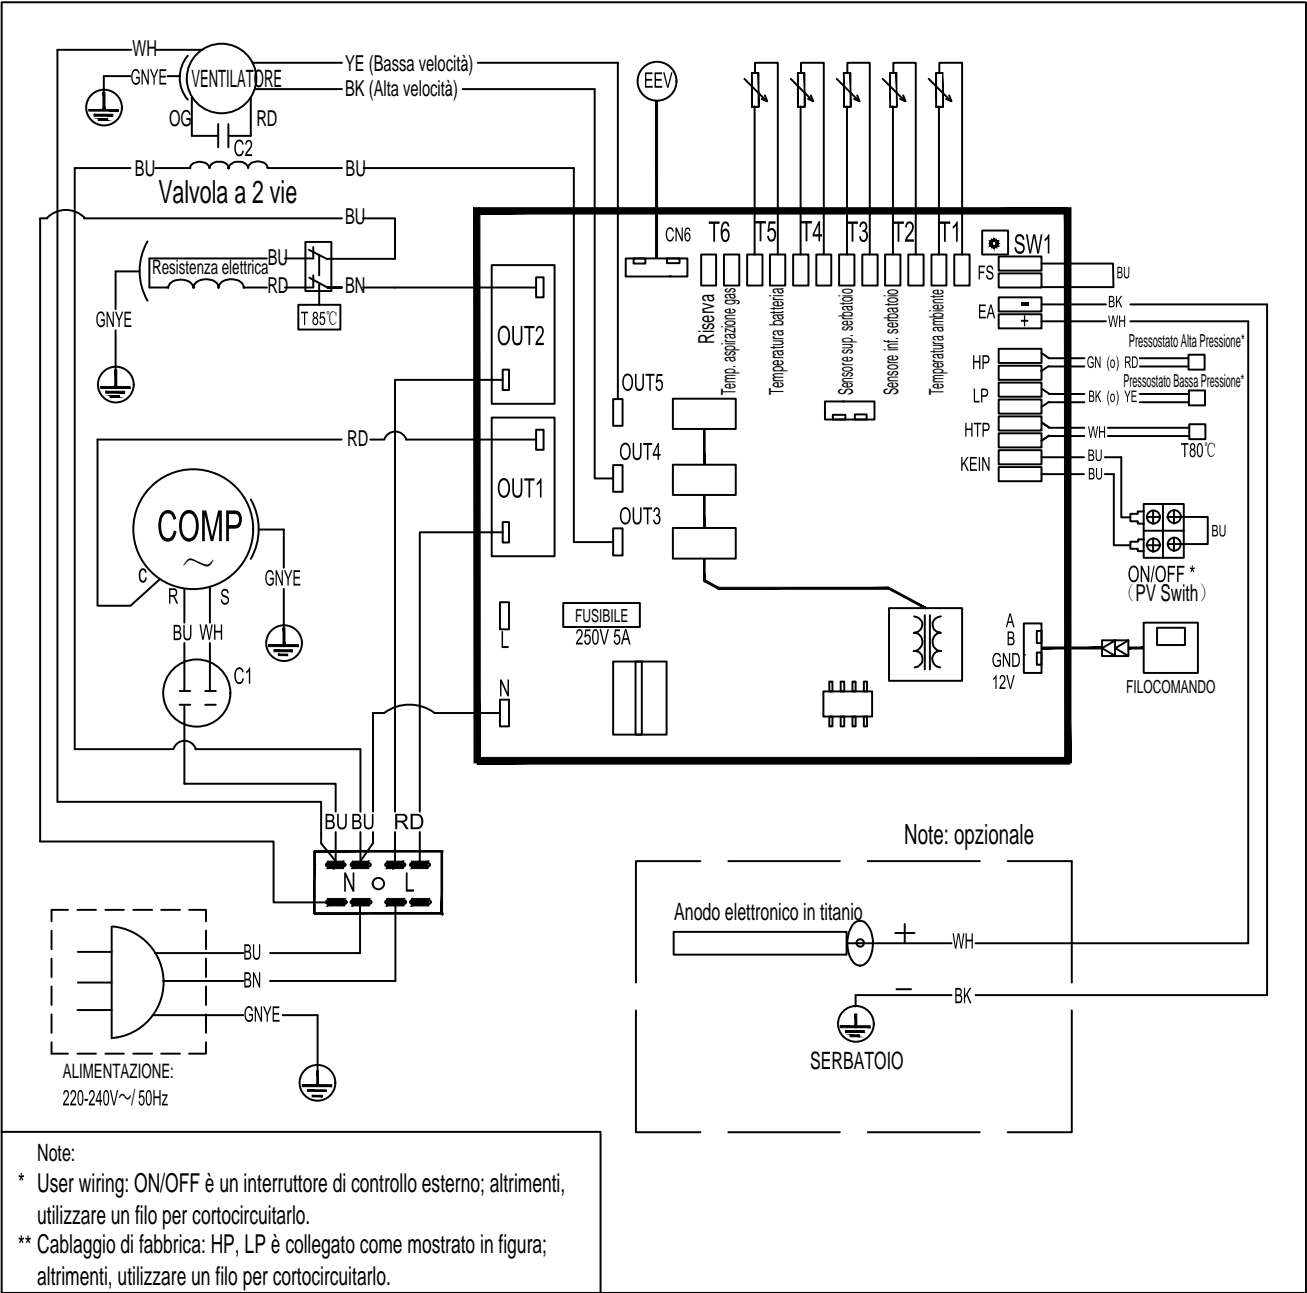 WH
GNYE
VENTILATORE
YE (Bassa velocità)
BK (Alta velocità)
OG
RD
C2
BU
BU
Valvola a 2 vie
BU
Resistenza elettrica
BU
RD
BN
T 85℃
GNYE
EEV
CN6
T6
T5
T4
T3
T2
T1
SW1
Riserva
Temp. aspirazione gas
Temperatura batteria
Sensore sup. serbatoio
Sensore inf. serbatoio
Temperatura ambiente
FS
BU
EA
-
+
BK
WH
Pressostato Alta Pressione*
HP
GN (o) RD
Pressostato Bassa Pressione*
LP
BK (o) YE
HTP
WH
T80℃
KEIN
BU
BU
BU
ON/OFF *
(PV Swith)
OUT2
OUT5
OUT4
OUT3
OUT1
RD
COMP
~
C
R
S
GNYE
BU
WH
C1
L
N
FUSIBILE
250V 5A
A
B
GND
12V
FILOCOMANDO
BU
BU
RD
N
L
BU
BN
GNYE
ALIMENTAZIONE:
220-240V～/ 50Hz
Note: opzionale
Anodo elettronico in titanio
+
WH
−
BK
SERBATOIO
Note:
* User wiring: ON/OFF è un interruttore di controllo esterno; altrimenti,
utilizzare un filo per cortocircuitarlo.
** Cablaggio di fabbrica: HP, LP è collegato come mostrato in figura;
altrimenti, utilizzare un filo per cortocircuitarlo.